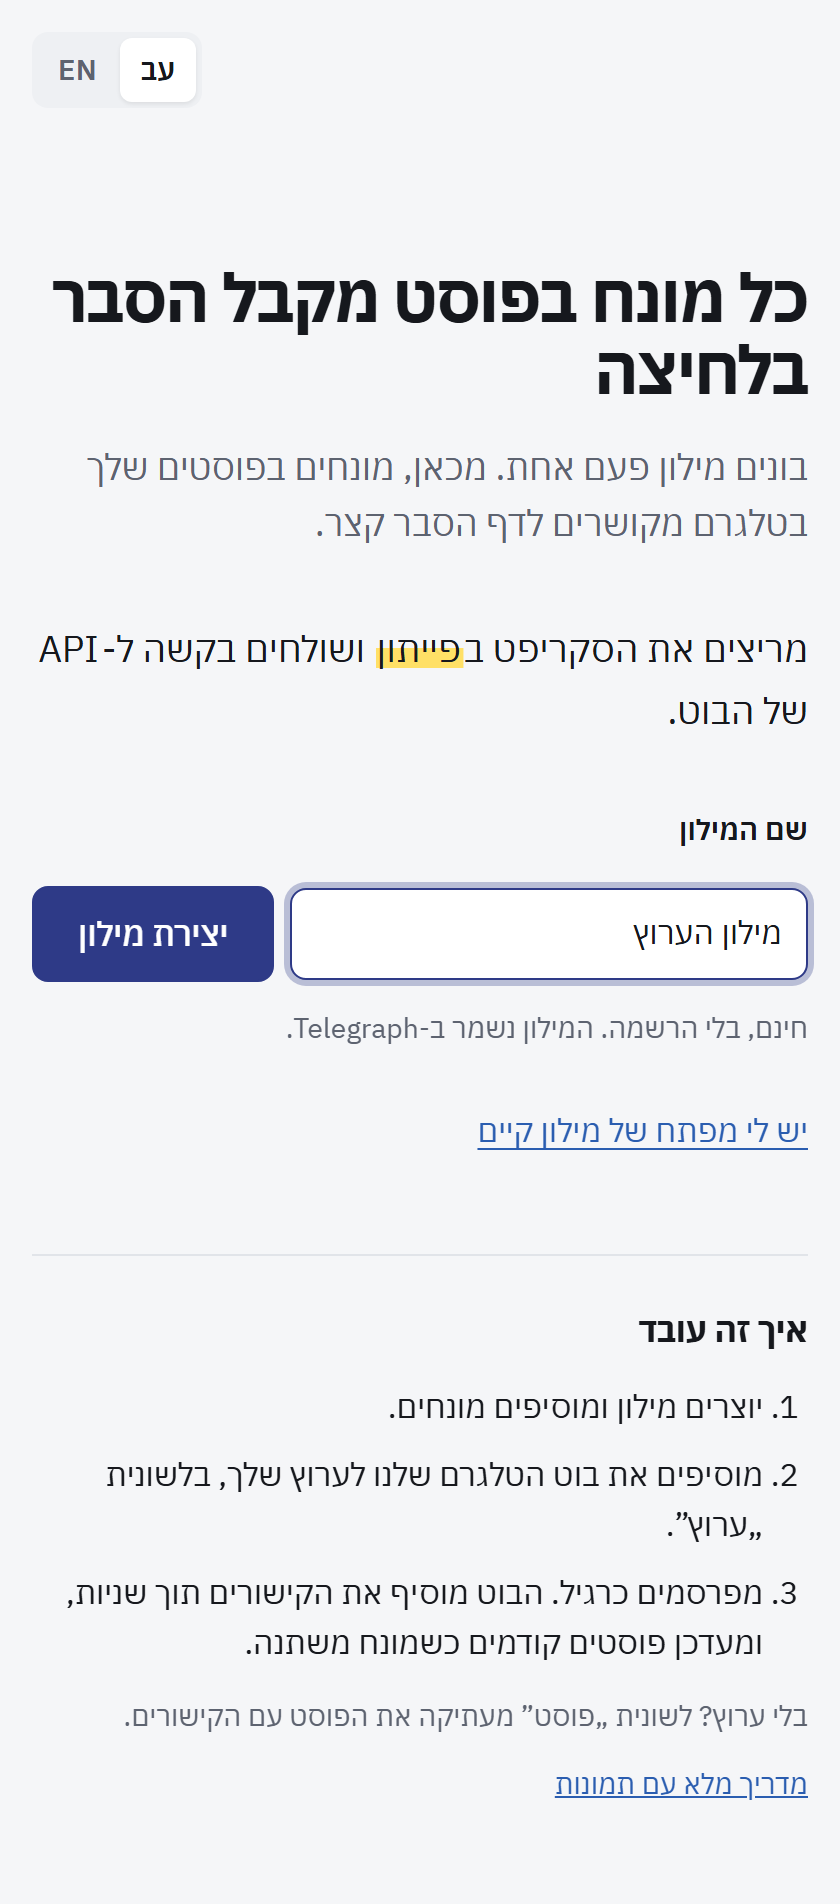 עב EN
כל מונח בפוסט מקבל הסבר
בלחיצה
בונים מילון פעם אחת. מכאן, מונחים בפוסטים שלך
בטלגרם מקושרים לדף הסבר קצר.
מריצים את הסקריפט בפייתון ושולחים בקשה ל-API
של הבוט.
שם המילון
מילון הערוץ
יצירת מילון
חינם, בלי הרשמה. המילון נשמר ב-Telegraph.
יש לי מפתח של מילון קיים
איך זה עובד
1. יוצרים מילון ומוסיפים מונחים.
2. מוסיפים את בוט הטלגרם שלנו לערוץ שלך, בלשונית
„ערוץ”.
3. מפרסמים כרגיל. הבוט מוסיף את הקישורים תוך שניות,
ומעדכן פוסטים קודמים כשמונח משתנה.
בלי ערוץ? לשונית „פוסט” מעתיקה את הפוסט עם הקישורים.
מדריך מלא עם תמונות